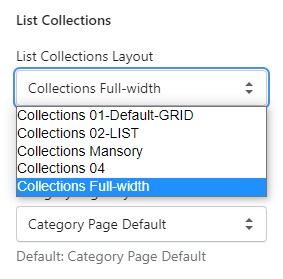 List Collections
List Collections Layout
Collections Full-width
Collections 01-Default-GRID
Collections 02-LIST
Collections Mansory
Collections 04
Collections Full-width
Category Page Default
Default: Category Page Default